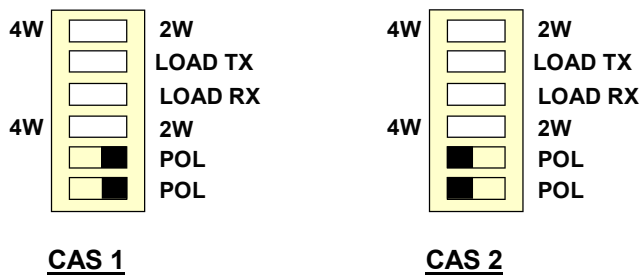 4W 2W
LOAD TX
LOAD RX
4W 2W
POL
POL
CAS 1
4W 2W
LOAD TX
LOAD RX
4W 2W
POL
POL
CAS 2